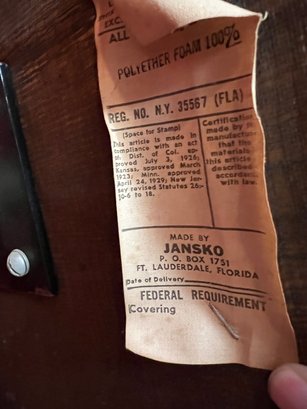 ALL
POLYETHER FOAM 100%
REG. NO. N.Y. 35567 (FLA)
(Space for Stamp)
This article is made in
compliance with an act
of Dist. of Col. ap-
proved July 3, 1926;
Kansas, approved March
1923; Minn. approved
April 24, 1929; New Jer-
sey revised Statutes 26-
10-6 to 18.
Certification
made by
manufacture
that the
materials
this article
described
accordance
with law.
MADE BY
JANSKO
P. O. BOX 1751
FT. LAUDERDALE, FLORIDA
Date of Delivery
FEDERAL REQUIREMENT
Covering